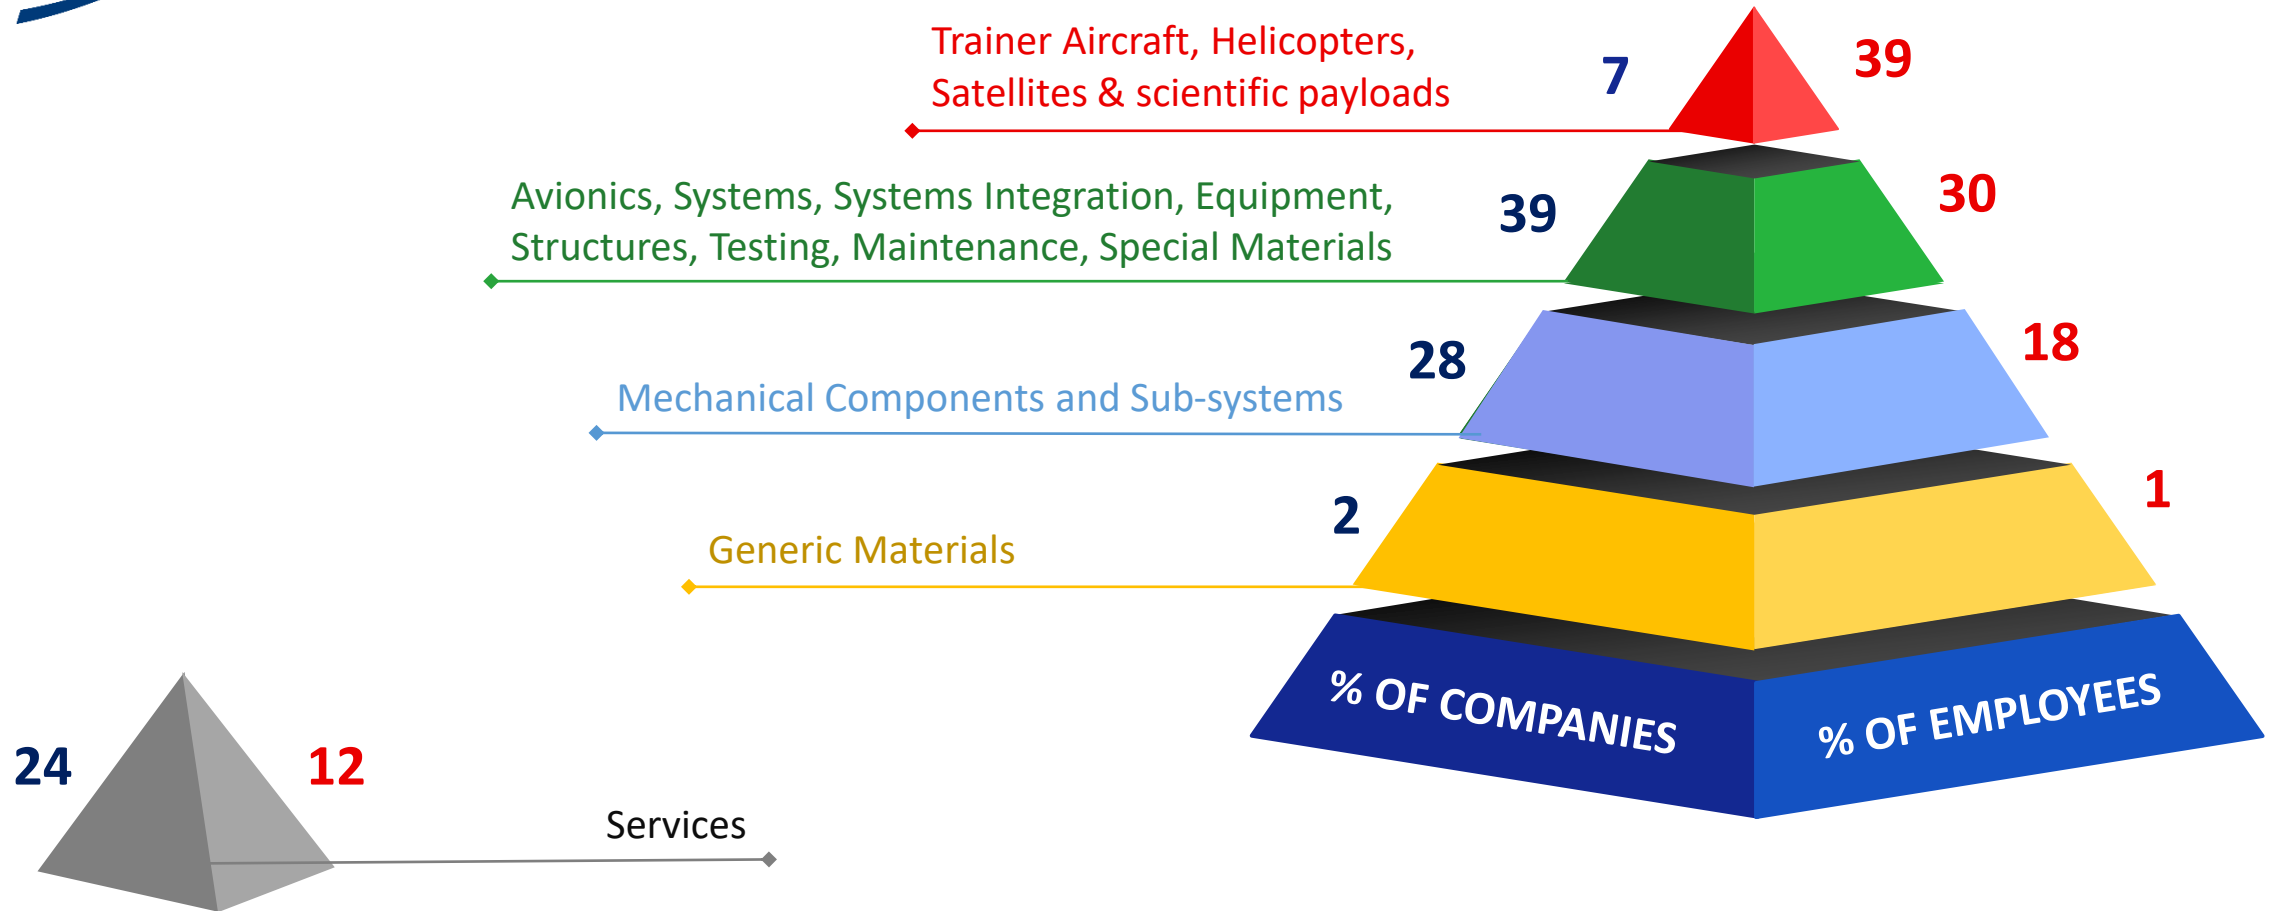 Trainer Aircraft, Helicopters,
Satellites & scientific payloads
7
39
Avionics, Systems, Systems Integration, Equipment,
Structures, Testing, Maintenance, Special Materials
39
30
Mechanical Components and Sub-systems
28
18
Generic Materials
2
1
% OF COMPANIES
% OF EMPLOYEES
24
12
Services